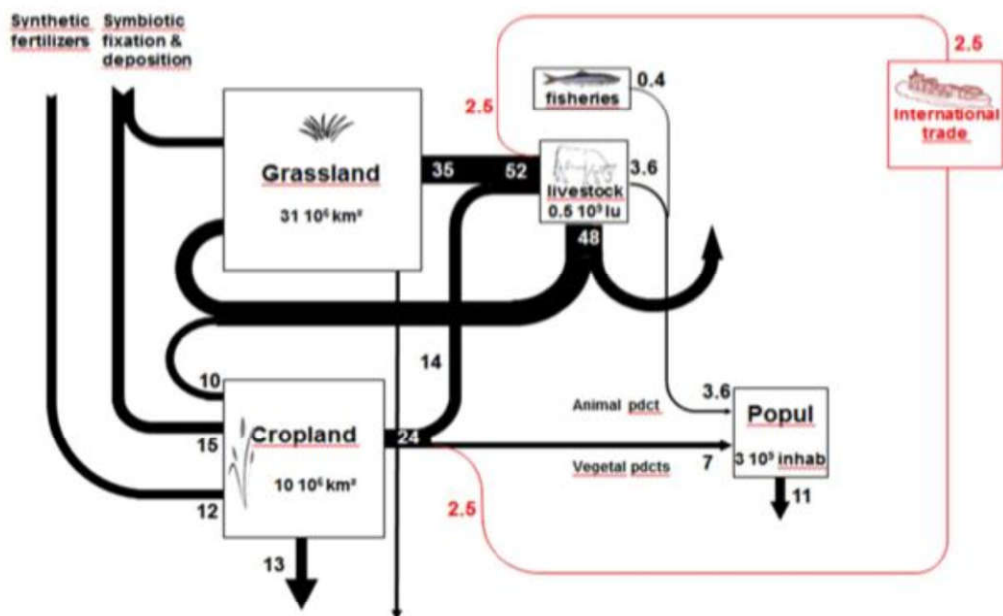 Synthetic
fertilizers
Symbiotic
fixation &
deposition
2.5
2.5
0.4
fisheries
International
trade
Grassland
31 10⁶ km²
35
52
livestock
0.5 10⁹ lu
3.6
48
14
10
15
12
Cropland
10 10⁶ km²
24
Animal pdct
3.6
Popul
3 10⁹ inhab
Vegetal pdcts
7
11
2.5
13